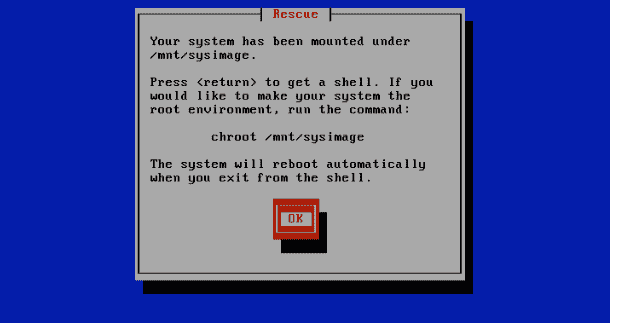 Rescue
Your system has been mounted under
/mnt/sysimage.
Press <return> to get a shell. If you
would like to make your system the
root environment, run the command:
chroot /mnt/sysimage
The system will reboot automatically
when you exit from the shell.
OK